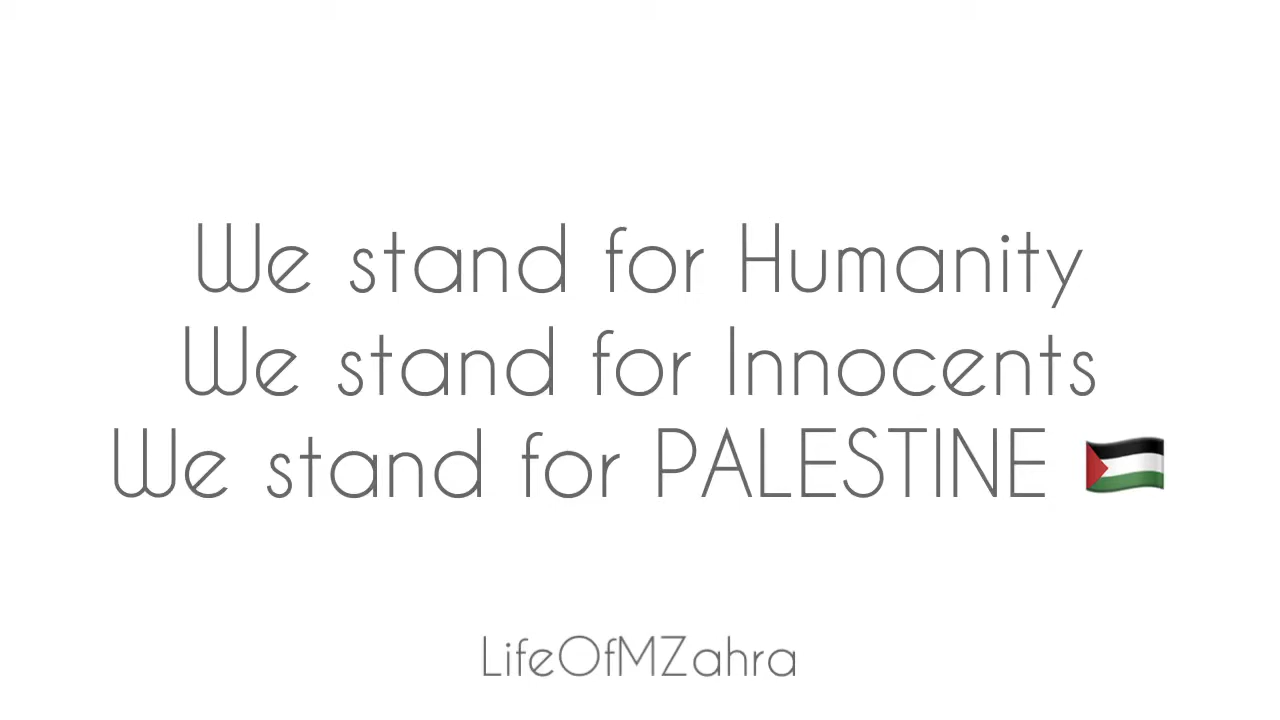 We stand for Humanity
We stand for Innocents
We stand for PALESTINE 🇵🇸
LifeOfMZahra